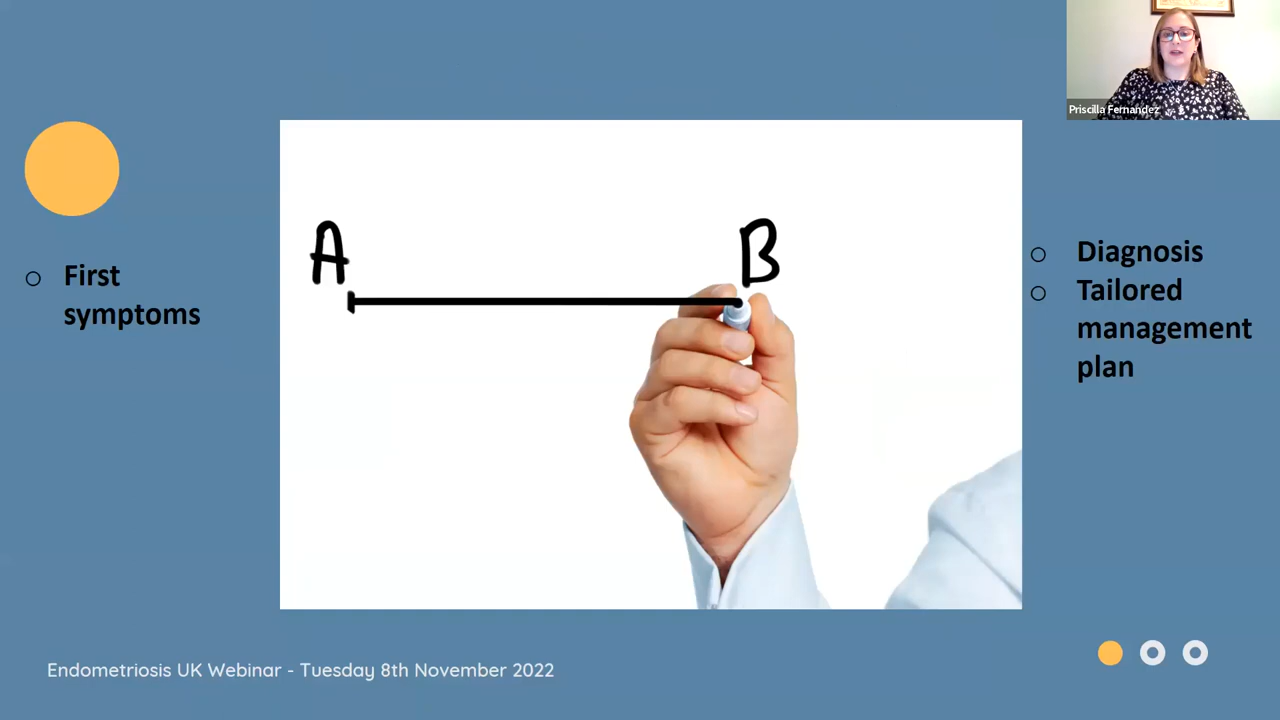 Priscilla Fernandez
A
B
First
symptoms
Diagnosis
Tailored
management
plan
Endometriosis UK Webinar - Tuesday 8th November 2022